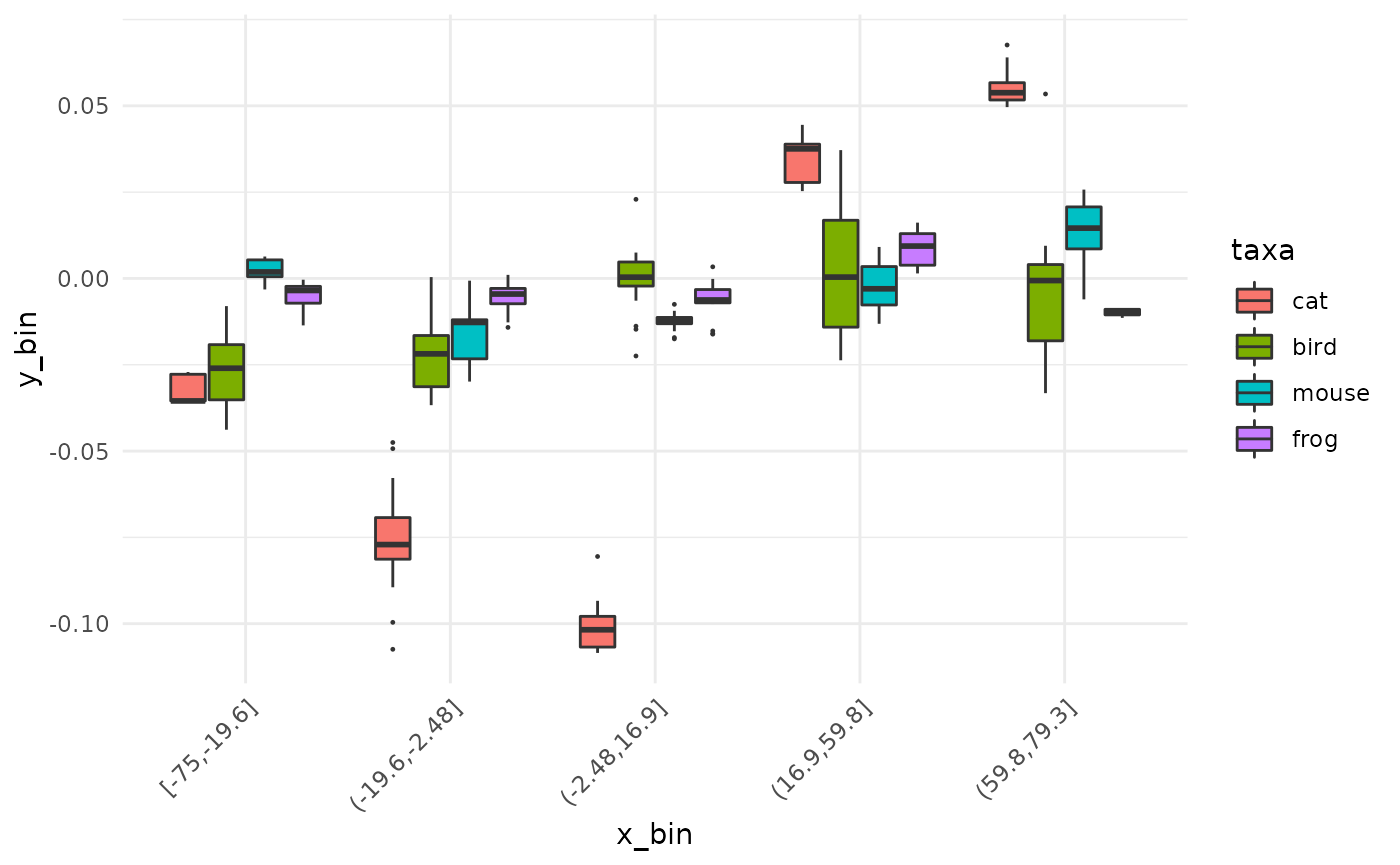 0.05
0.00
-0.05
-0.10
y_bin
[-75,-19.6]
(-19.6,-2.48]
(-2.48,16.9]
(16.9,59.8]
(59.8,79.3]
x_bin
taxa
cat
bird
mouse
frog